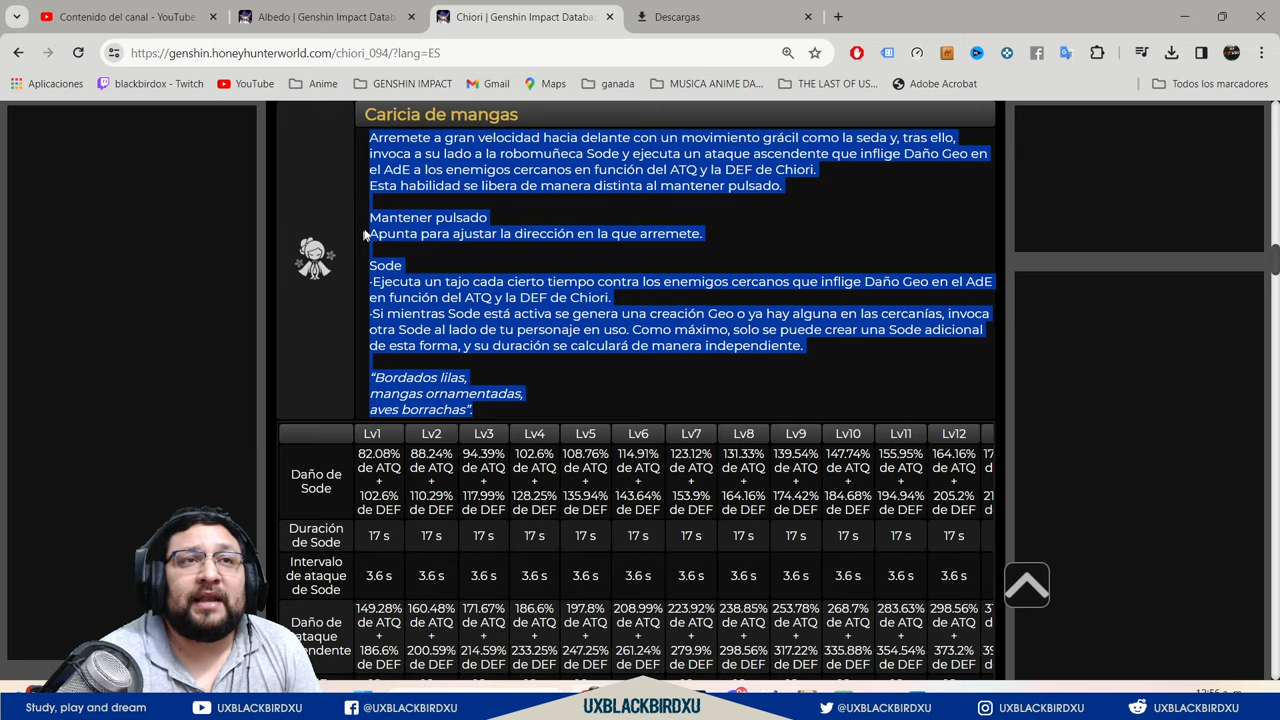 Contenido del canal - YouTube
Albedo | Genshin Impact Databa
Chiori | Genshin Impact Databas
Descargas
https://genshin.honeyhunterworld.com/chiori_094/?lang=ES
Aplicaciones
blackbirdox - Twitch
YouTube
Anime
GENSHIN IMPACT
Gmail
Maps
ganada
MUSICA ANIME DA...
THE LAST OF US...
Adobe Acrobat
Todos los marcadores
Caricia de mangas
Arremete a gran velocidad hacia delante con un movimiento grácil como la seda y, tras ello,
invoca a su lado a la robomuñeca Sode y ejecuta un ataque ascendente que inflige Daño Geo en
el AdE a los enemigos cercanos en función del ATQ y la DEF de Chiori.
Esta habilidad se libera de manera distinta al mantener pulsado.
Mantener pulsado
Apunta para ajustar la dirección en la que arremete.
Sode
·Ejecuta un tajo cada cierto tiempo contra los enemigos cercanos que inflige Daño Geo en el AdE
en función del ATQ y la DEF de Chiori.
·Si mientras Sode está activa se genera una creación Geo o ya hay alguna en las cercanías, invoca
otra Sode al lado de tu personaje en uso. Como máximo, solo se puede crear una Sode adicional
de esta forma, y su duración se calculará de manera independiente.
“Bordados lilas,
mangas ornamentadas,
aves borrachas”.
Lv1 Lv2 Lv3 Lv4 Lv5 Lv6 Lv7 Lv8 Lv9 Lv10 Lv11 Lv12
Daño de Sode
82.08% 88.24% 94.39% 102.6% 108.76% 114.91% 123.12% 131.33% 139.54% 147.74% 155.95% 164.16%
de ATQ de ATQ de ATQ de ATQ de ATQ de ATQ de ATQ de ATQ de ATQ de ATQ de ATQ de ATQ
+ + + + + + + + + + + +
102.6% 110.29% 117.99% 128.25% 135.94% 143.64% 153.9% 164.16% 174.42% 184.68% 194.94% 205.2%
de DEF de DEF de DEF de DEF de DEF de DEF de DEF de DEF de DEF de DEF de DEF de DEF
Duración de Sode
17 s 17 s 17 s 17 s 17 s 17 s 17 s 17 s 17 s 17 s 17 s 17 s
Intervalo de ataque de Sode
3.6 s 3.6 s 3.6 s 3.6 s 3.6 s 3.6 s 3.6 s 3.6 s 3.6 s 3.6 s 3.6 s 3.6 s
Daño de
149.28% 160.48% 171.67% 186.6% 197.8% 208.99% 223.92% 238.85% 253.78% 268.7% 283.63% 298.56%
de ATQ de ATQ de ATQ de ATQ de ATQ de ATQ de ATQ de ATQ de ATQ de ATQ de ATQ de ATQ
+ + + + + + + + + + + +
186.6% 200.59% 214.59% 233.25% 247.25% 261.24% 279.9% 298.56% 317.22% 335.88% 354.54% 373.2%
de DEF de DEF de DEF de DEF de DEF de DEF de DEF de DEF de DEF de DEF de DEF de DEF
Study, play and dream
UXBLACKBIRDXU
@UXBLACKBIRDXU
UXBLACKBIRDXU
@UXBLACKBIRDXU
UXBLACKBIRDXU
@UXBLACKBIRDXU